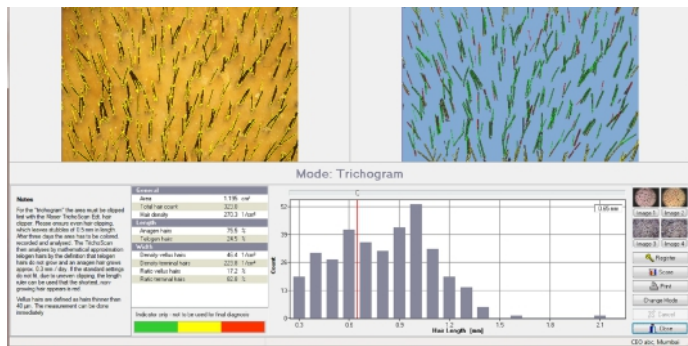 Mode: Trichogram
Notes
For the "trichogram" the area must be clipped
first with the Moser TrichoScan Edt. hair
clipper. Please ensure even hair clipping,
which leaves stubbles at 0.5 mm in length.
After three days the area has to be colored,
recorded and analysed. The TrichoScan
then analyses by mathematical approximation
telogen hairs by the definition that telogen
hairs do not grow and an anagen hair grows
approx. 0.3 mm / day. If the standard settings
do not fit, due to uneven clipping, the length
ruler can be used that the shortest, non-
growing hair appears in red.
Vellus hairs are defined as hairs thinner than
40 µm. The measurement can be done
immediately.
General
Area 1.195 cm²
Total hair count 323.0
Hair density 270.3 1/cm²
Length
Anagen hairs 75.5 %
Telogen hairs 24.5 %
Width
Density vellus hairs 46.4 1/cm²
Density terminal hairs 223.8 1/cm²
Ratio vellus hairs 17.2 %
Ratio terminal hairs 82.8 %
Indicator only - not to be used for final diagnosis
C
0.65 mm
52
39
26
13
0
Count
0.3 0.6 0.9 1.2 1.5 1.8 2.1
Hair Length [mm]
Image 1 Image 2
Image 3 Image 4
Register
Score
Print
Change Mode
Cancel
Close
CEO abc, Mumbai